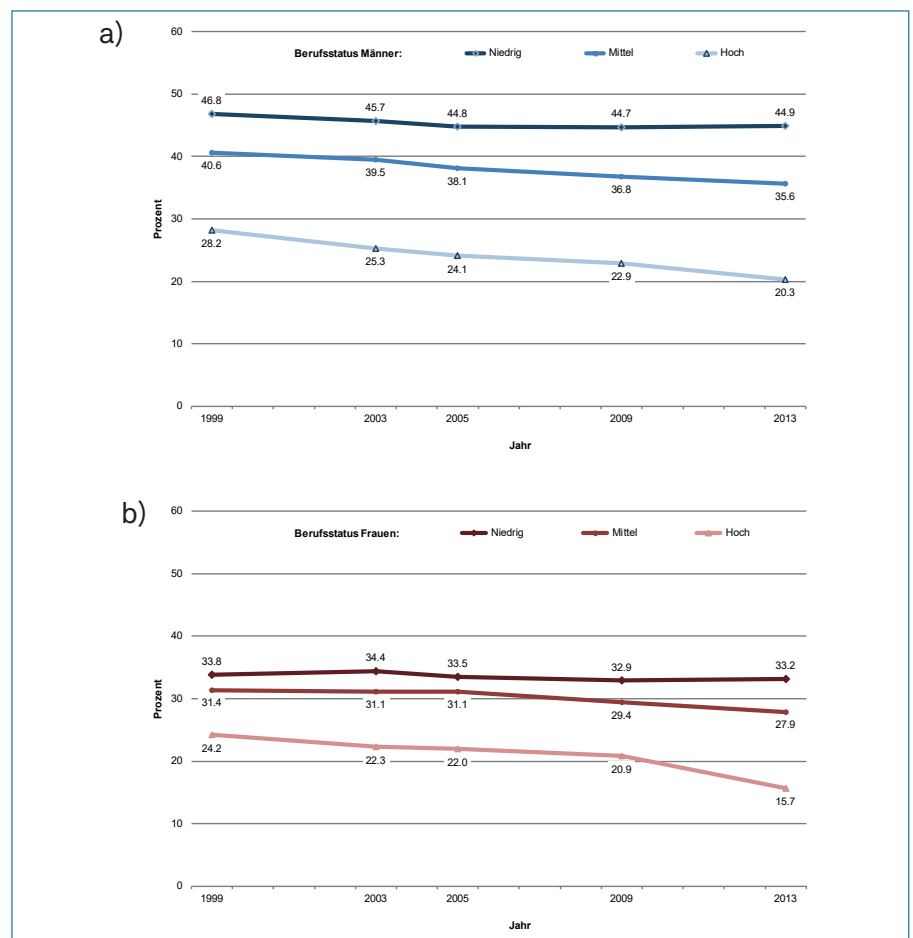 a)
60
Berufsstatus Männer: Niedrig Mittel Hoch
50
46.8 45.7 44.8 44.7 44.9
40
40.6 39.5 38.1 36.8 35.6
Prozent
30
28.2 25.3 24.1 22.9 20.3
20
10
0
1999 2003 2005 2009 2013
Jahr
b)
60
Berufsstatus Frauen: Niedrig Mittel Hoch
50
40
33.8 34.4 33.5 32.9 33.2
Prozent
30
31.4 31.1 31.1 29.4 27.9
20
24.2 22.3 22.0 20.9 15.7
10
0
1999 2003 2005 2009 2013
Jahr